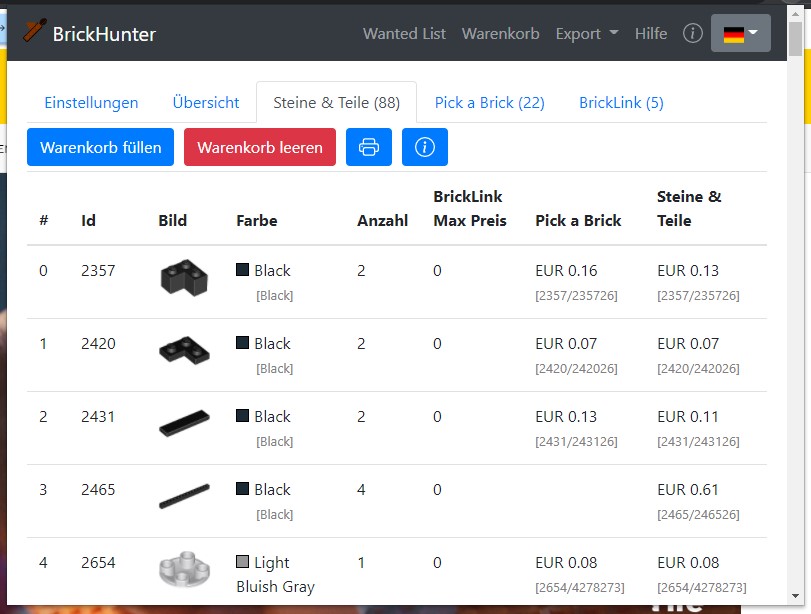 BrickHunter Wanted List Warenkorb Export Hilfe
Einstellungen Übersicht Steine & Teile (88) Pick a Brick (22) BrickLink (5)
Warenkorb füllen Warenkorb leeren
# Id Bild Farbe Anzahl BrickLink Max Preis Pick a Brick Steine & Teile
0 2357 Black 2 0 EUR 0.16 EUR 0.13
[Black] [2357/235726] [2357/235726]
1 2420 Black 2 0 EUR 0.07 EUR 0.07
[Black] [2420/242026] [2420/242026]
2 2431 Black 2 0 EUR 0.13 EUR 0.11
[Black] [2431/243126] [2431/243126]
3 2465 Black 4 0 EUR 0.61
[Black] [2465/246526]
4 2654 Light 1 0 EUR 0.08 EUR 0.08
Bluish Gray [2654/4278273] [2654/4278273]